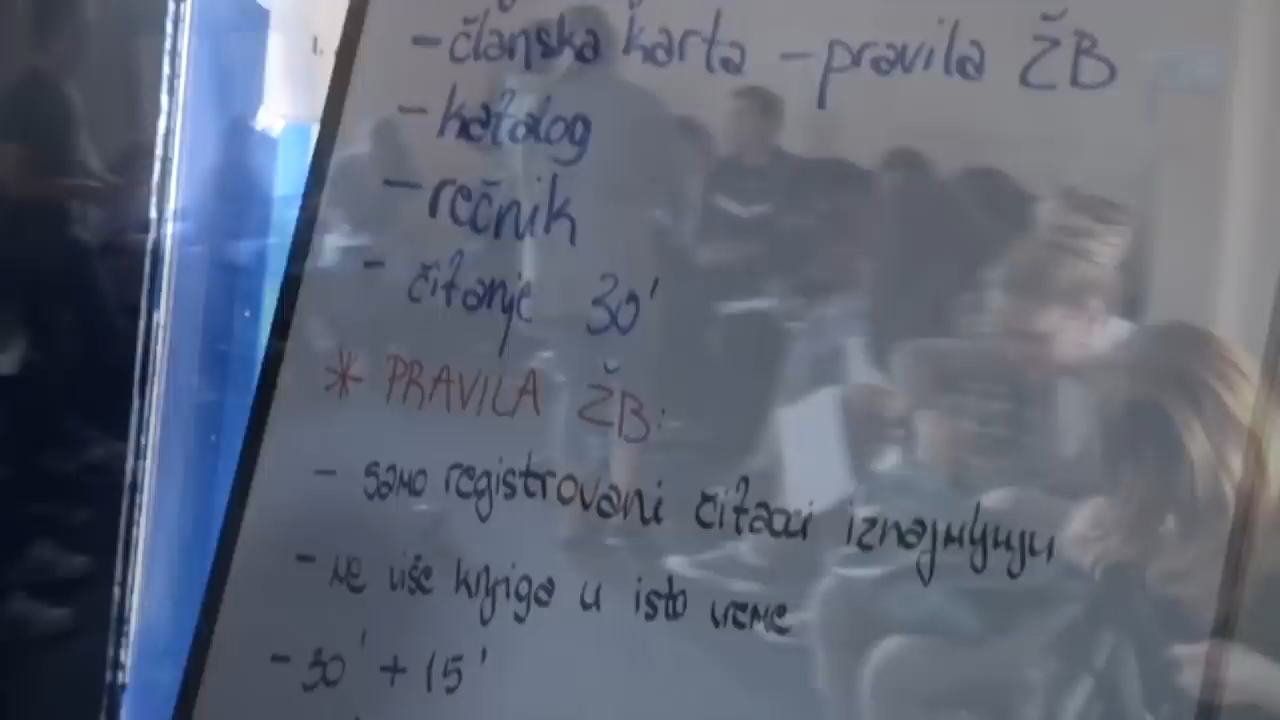 - članska karta - pravila ŽB
- katalog
- rečnik
- čitanje 30'
* PRAVILA ŽB:
- samo registrovani čitaoci iznajmljuju
- ne više knjiga u isto vreme
- 30' + 15'